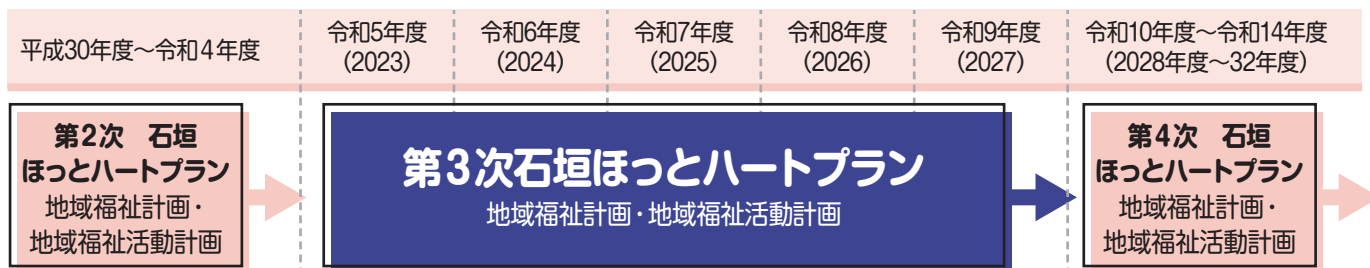 平成30年度～令和4年度
令和5年度
（2023）
令和6年度
（2024）
令和7年度
（2025）
令和8年度
（2026）
令和9年度
（2027）
令和10年度～令和14年度
（2028年度～32年度）
第2次　石垣
ほっとハートプラン
地域福祉計画・
地域福祉活動計画
第3次石垣ほっとハートプラン
地域福祉計画・地域福祉活動計画
第4次　石垣
ほっとハートプラン
地域福祉計画・
地域福祉活動計画